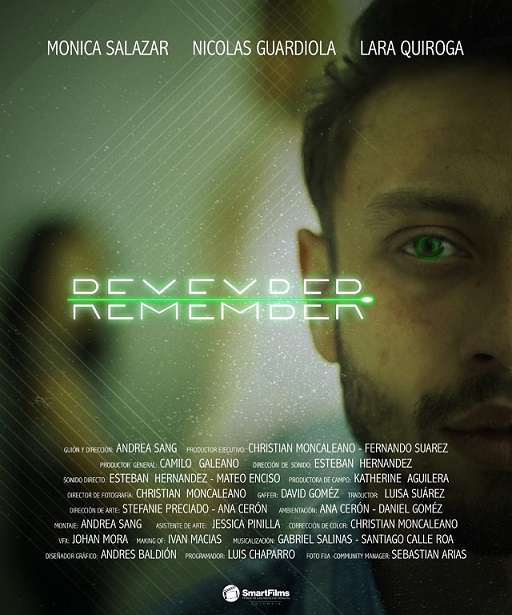 MONICA SALAZAR NICOLAS GUARDIOLA LARA QUIROGA
REMEMBER
GUIÓN Y DIRECCIÓN: ANDREA SANG PRODUCTOR EJECUTIVO: CHRISTIAN MONCALEANO - FERNANDO SUAREZ
PRODUCTOR GENERAL: CAMILO GALEANO DIRECCIÓN DE SONIDO: ESTEBAN HERNANDEZ
SONIDO DIRECTO: ESTEBAN HERNANDEZ - MATEO ENCISO PRODUCTORA DE CAMPO: KATHERINE AGUILERA
DIRECTOR DE FOTOGRAFÍA: CHRISTIAN MONCALEANO GAFFER: DAVID GOMÉZ TRADUCTOR: LUISA SUÁREZ
DIRECCIÓN DE ARTE: STEFANIE PRECIADO - ANA CERÓN AMBIENTACIÓN: ANA CERÓN - DANIEL GOMÉZ
MONTAJE: ANDREA SANG ASISTENTE DE ARTE: JESSICA PINILLA CORRECCIÓN DE COLOR: CHRISTIAN MONCALEANO
VFX: JOHAN MORA MAKING OF: IVAN MACIAS MUSICALIZACIÓN: GABRIEL SALINAS - SANTIAGO CALLE ROA
DISEÑADOR GRÁFICO: ANDRES BALDIÓN PROGRAMADOR: LUIS CHAPARRO FOTO FIJA -COMMUNITY MANAGER: SEBASTIAN ARIAS
SmartFilms